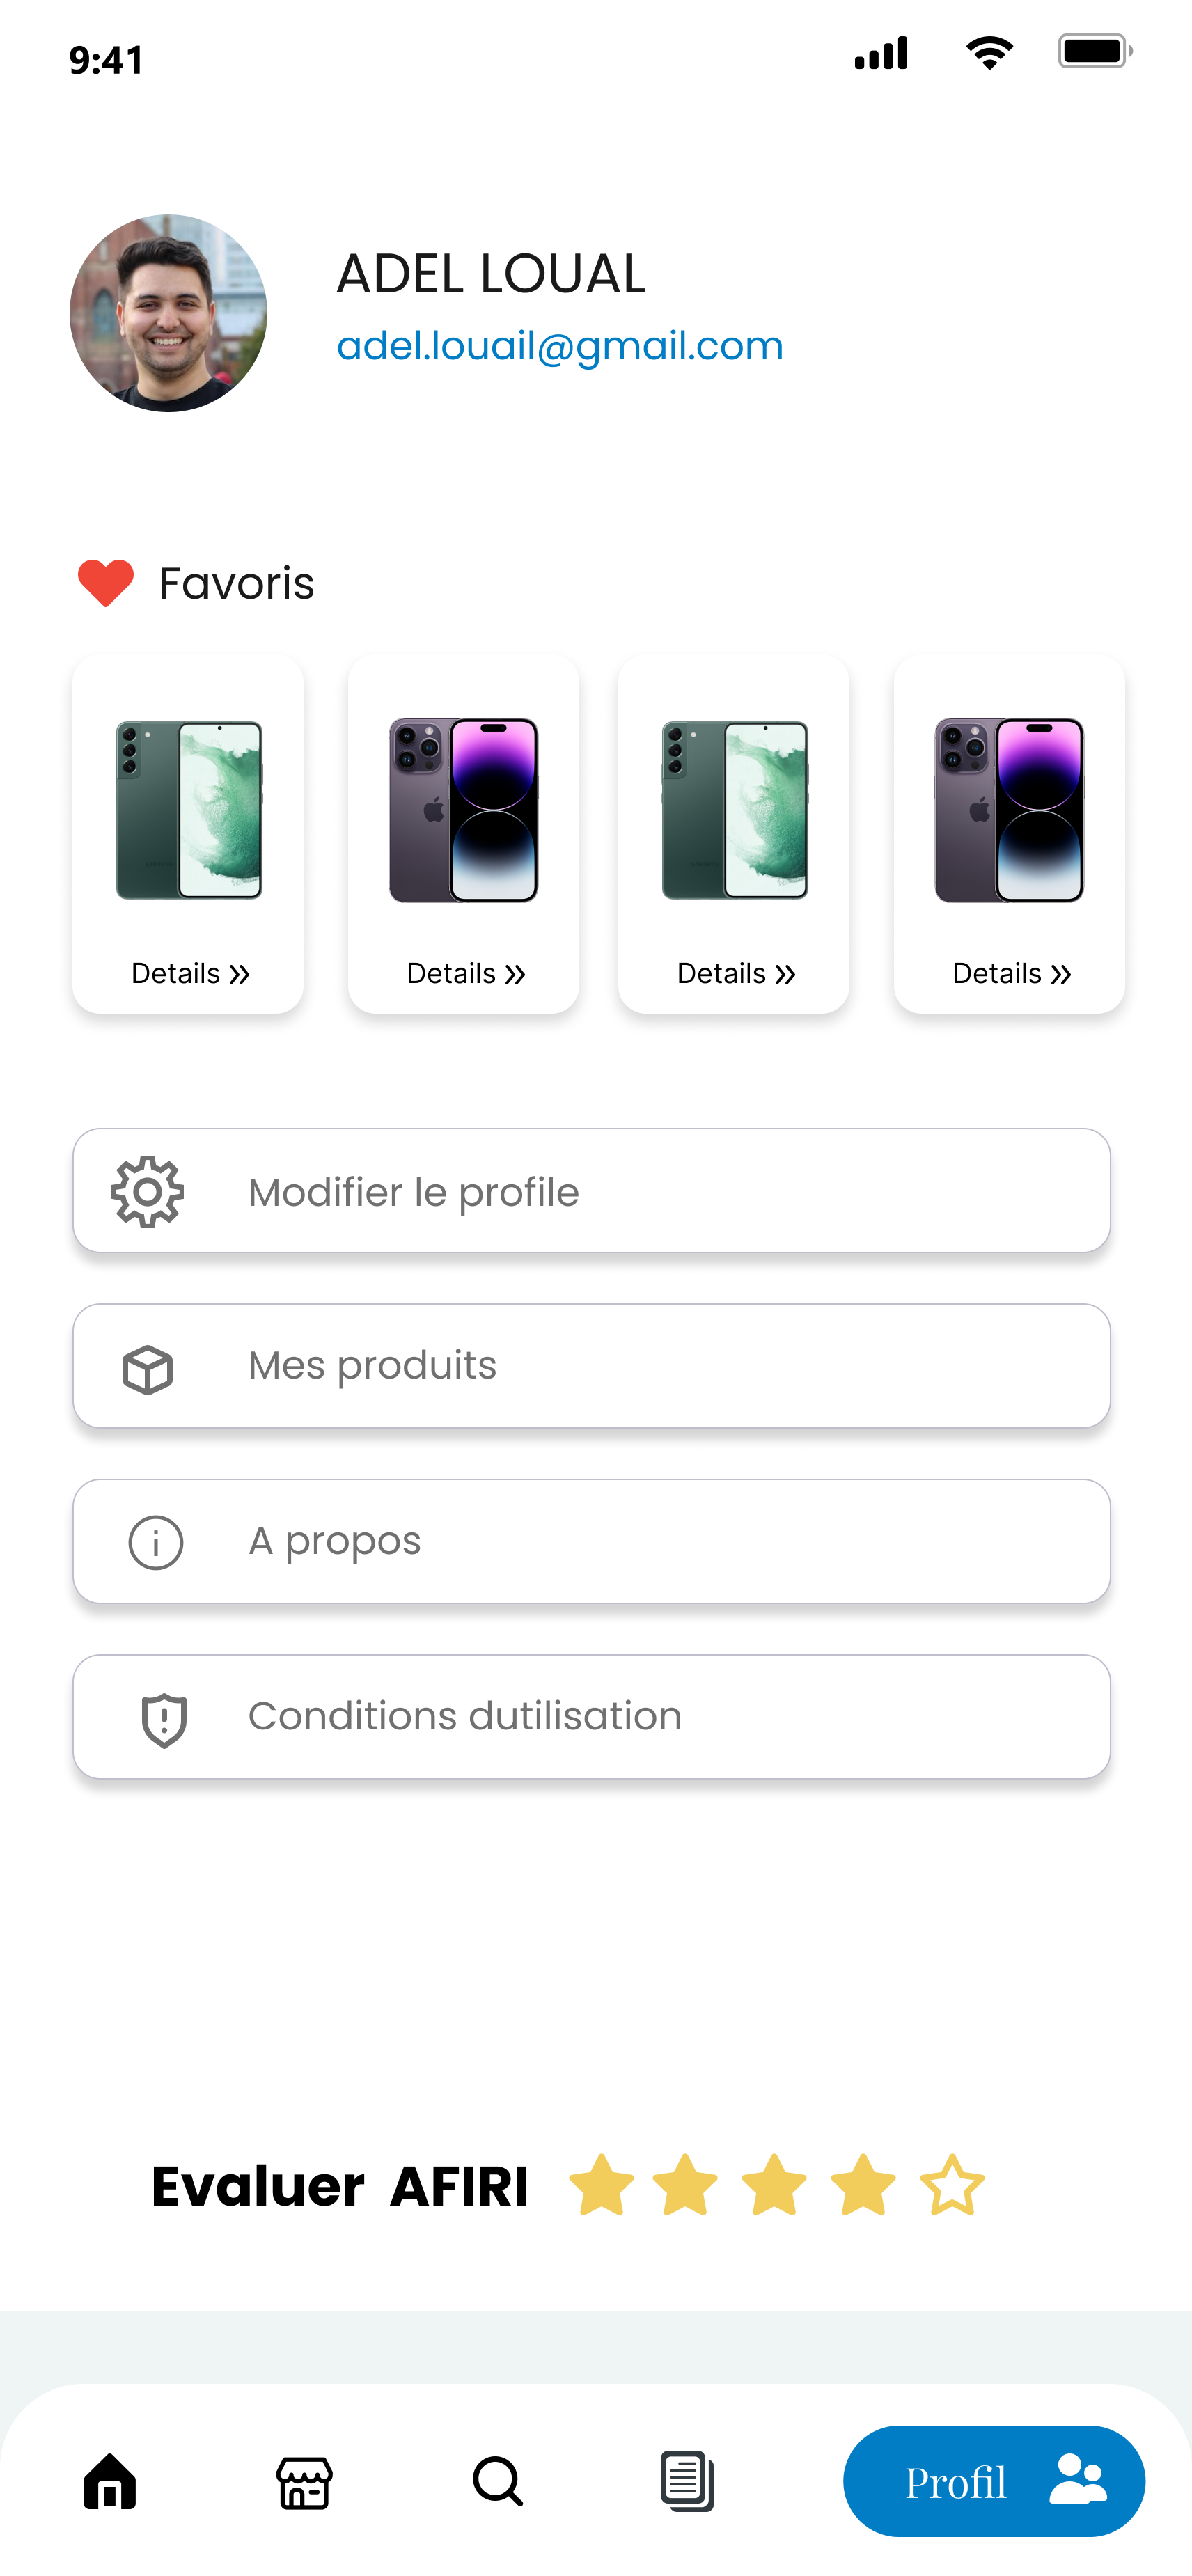 9:41
ADEL LOUAL
adel.louail@gmail.com
Favoris
Details » Details » Details » Details »
Modifier le profile
Mes produits
A propos
Conditions dutilisation
Evaluer AFIRI
Profil